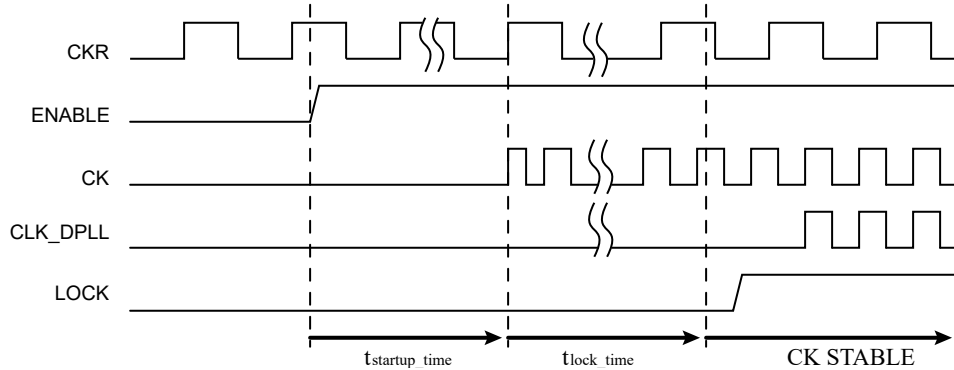 CKR
ENABLE
CK
CLK_DPLL
LOCK
tstartup_time
tlock_time
CK STABLE